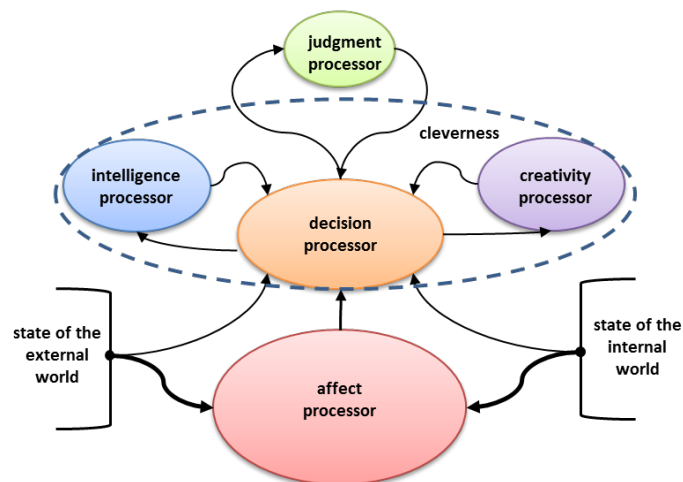 judgment
processor
cleverness
intelligence
processor
creativity
processor
decision
processor
state of the
external
world
state of the
internal
world
affect
processor